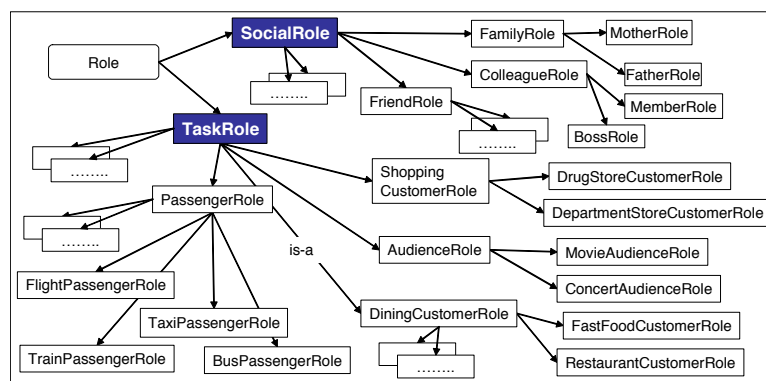 SocialRole
FamilyRole
MotherRole
Role
ColleagueRole
FatherRole
........
FriendRole
MemberRole
TaskRole
........
BossRole
........
Shopping
CustomerRole
DrugStoreCustomerRole
PassengerRole
DepartmentStoreCustomerRole
........
is-a
AudienceRole
MovieAudienceRole
FlightPassengerRole
ConcertAudienceRole
TaxiPassengerRole
DiningCustomerRole
FastFoodCustomerRole
TrainPassengerRole
BusPassengerRole
........
RestaurantCustomerRole